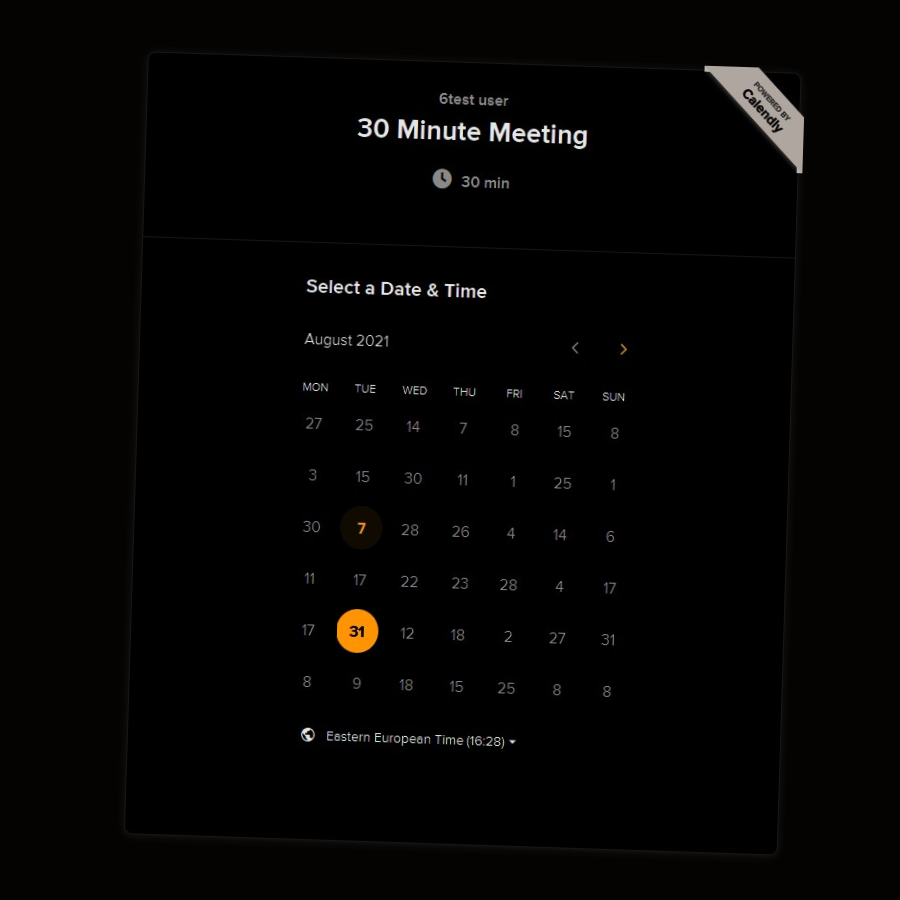 POWERED BY
Calendly
6test user
30 Minute Meeting
30 min
Select a Date & Time
August 2021
MON TUE WED THU FRI SAT SUN
27 25 14 7 8 15 8
3 15 30 11 1 25 1
30 7 28 26 4 14 6
11 17 22 23 28 4 17
17 31 12 18 2 27 31
8 9 18 15 25 8 8
Eastern European Time (16:28)